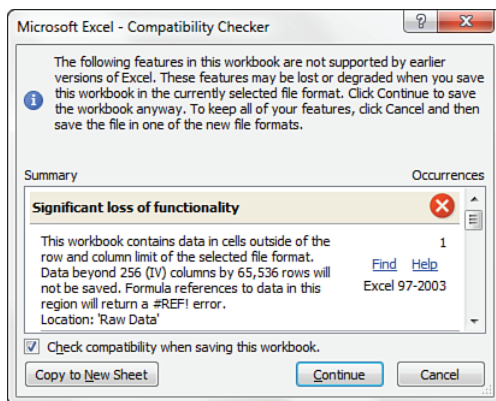 Microsoft Excel - Compatibility Checker
The following features in this workbook are not supported by earlier
versions of Excel. These features may be lost or degraded when you save
this workbook in the currently selected file format. Click Continue to save
the workbook anyway. To keep all of your features, click Cancel and then
save the file in one of the new file formats.
Summary Occurrences
Significant loss of functionality
This workbook contains data in cells outside of the 1
row and column limit of the selected file format.
Data beyond 256 (IV) columns by 65,536 rows will Find Help
not be saved. Formula references to data in this Excel 97-2003
region will return a #REF! error.
Location: 'Raw Data'
Check compatibility when saving this workbook.
Copy to New Sheet Continue Cancel